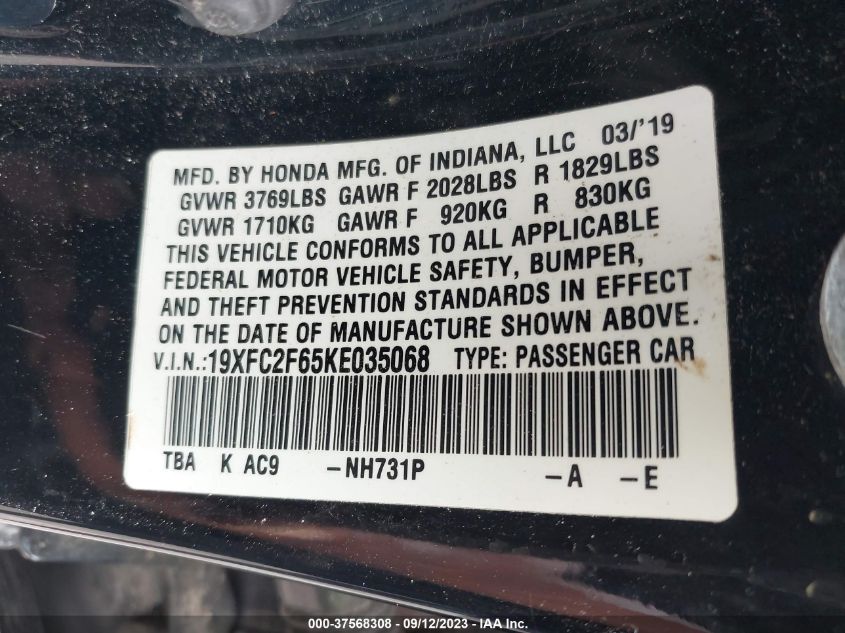 MFD. BY HONDA MFG. OF INDIANA, LLC 03/'19
GVWR 3769LBS GAWR F 2028LBS R 1829LBS
GVWR 1710KG GAWR F 920KG R 830KG
THIS VEHICLE CONFORMS TO ALL APPLICABLE
FEDERAL MOTOR VEHICLE SAFETY, BUMPER,
AND THEFT PREVENTION STANDARDS IN EFFECT
ON THE DATE OF MANUFACTURE SHOWN ABOVE.
V.I.N.:19XFC2F65KE035068 TYPE: PASSENGER CAR
TBA K AC9 -NH731P -A -E
000-37568308 - 09/12/2023 - IAA Inc.